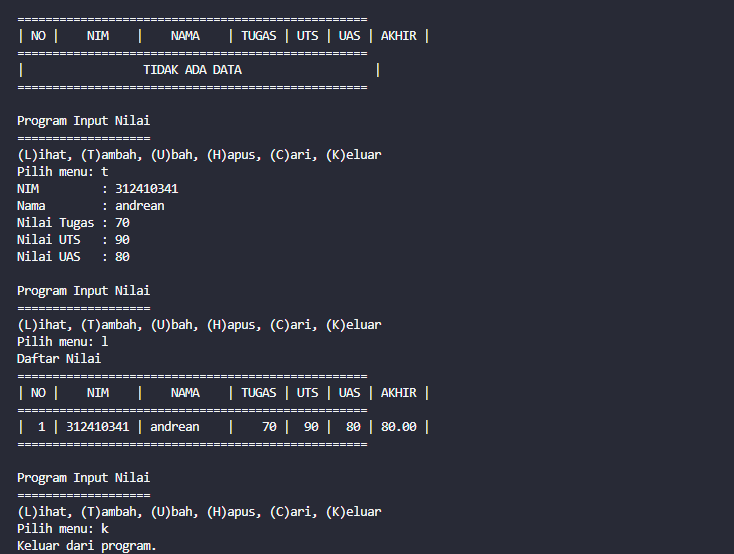 ==================================================
| NO |    NIM    |    NAMA    | TUGAS | UTS | UAS | AKHIR |
==================================================
|                 TIDAK ADA DATA                   |
==================================================
Program Input Nilai
===================
(L)ihat, (T)ambah, (U)bah, (H)apus, (C)ari, (K)eluar
Pilih menu: t
NIM         : 312410341
Nama        : andrean
Nilai Tugas : 70
Nilai UTS   : 90
Nilai UAS   : 80
Program Input Nilai
===================
(L)ihat, (T)ambah, (U)bah, (H)apus, (C)ari, (K)eluar
Pilih menu: l
Daftar Nilai
==================================================
| NO |    NIM    |    NAMA    | TUGAS | UTS | UAS | AKHIR |
==================================================
|  1 | 312410341 | andrean    |    70 |  90 |  80 | 80.00 |
==================================================
Program Input Nilai
===================
(L)ihat, (T)ambah, (U)bah, (H)apus, (C)ari, (K)eluar
Pilih menu: k
Keluar dari program.